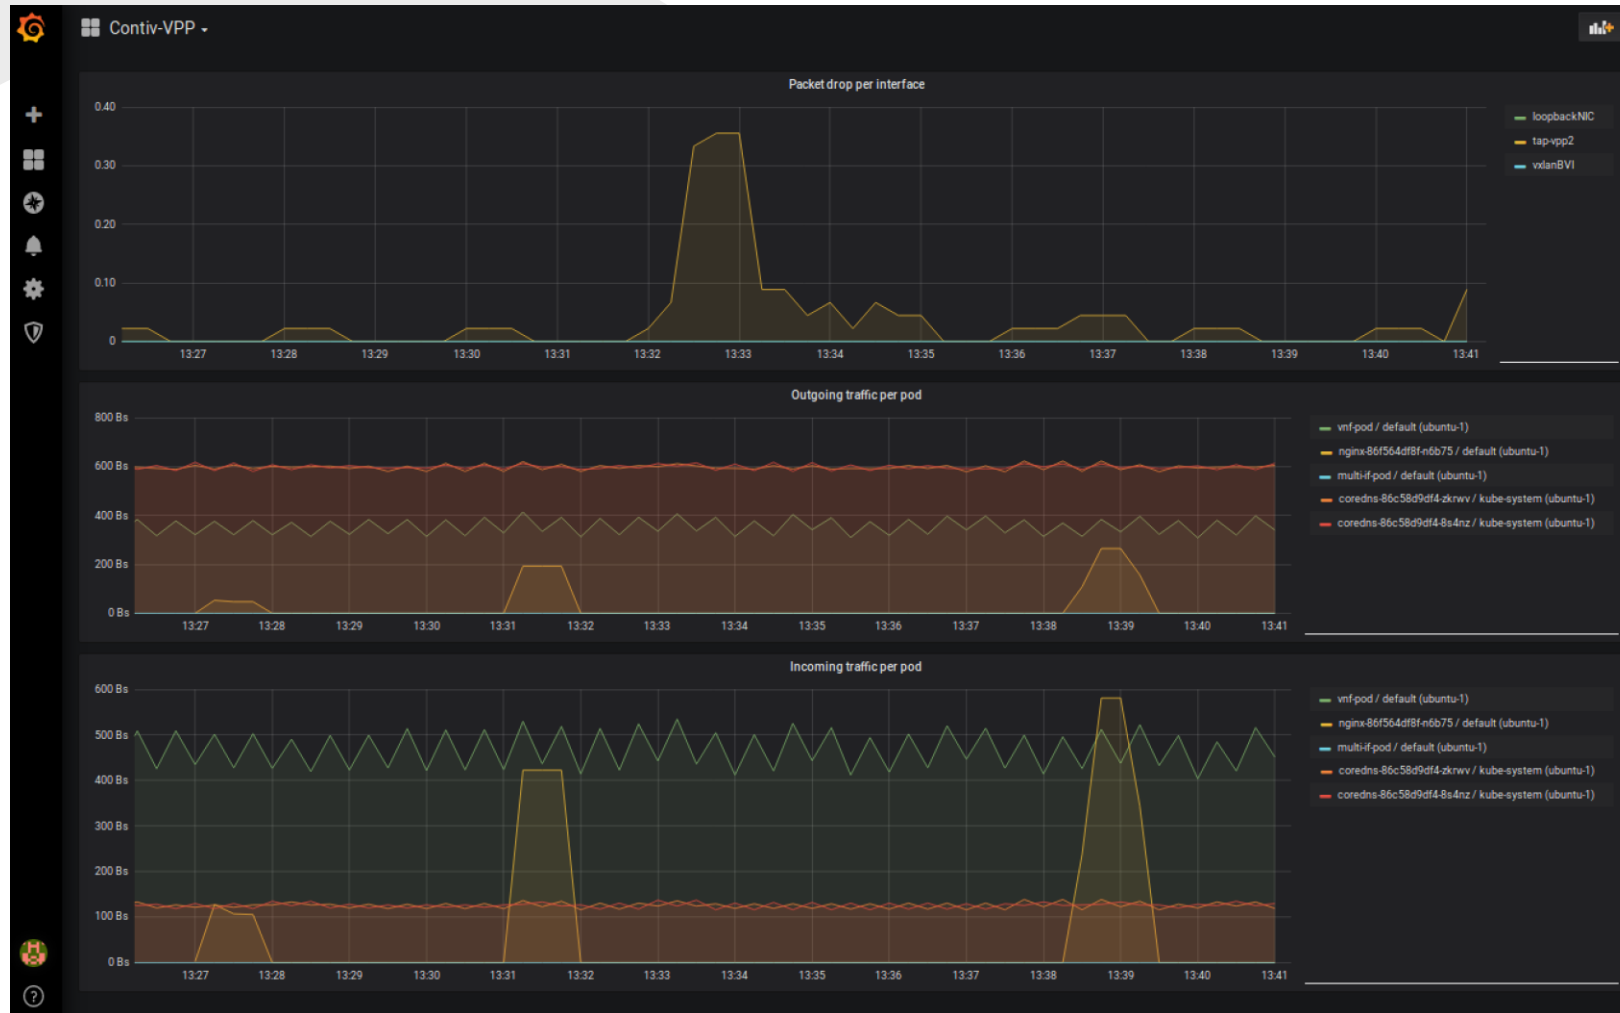 Contiv-VPP
Packet drop per interface
0.40
0.30
0.20
0.10
0
13:27 13:28 13:29 13:30 13:31 13:32 13:33 13:34 13:35 13:36 13:37 13:38 13:39 13:40 13:41
loopbackNIC
tap-vpp2
vxlanBVI
Outgoing traffic per pod
800 Bs
600 Bs
400 Bs
200 Bs
0 Bs
13:27 13:28 13:29 13:30 13:31 13:32 13:33 13:34 13:35 13:36 13:37 13:38 13:39 13:40 13:41
vnf-pod / default (ubuntu-1)
nginx-86f564df8f-n6b75 / default (ubuntu-1)
multi-if-pod / default (ubuntu-1)
coredns-86c58d9df4-zkrwv / kube-system (ubuntu-1)
coredns-86c58d9df4-8s4nz / kube-system (ubuntu-1)
Incoming traffic per pod
600 Bs
500 Bs
400 Bs
300 Bs
200 Bs
100 Bs
0 Bs
13:27 13:28 13:29 13:30 13:31 13:32 13:33 13:34 13:35 13:36 13:37 13:38 13:39 13:40 13:41
vnf-pod / default (ubuntu-1)
nginx-86f564df8f-n6b75 / default (ubuntu-1)
multi-if-pod / default (ubuntu-1)
coredns-86c58d9df4-zkrwv / kube-system (ubuntu-1)
coredns-86c58d9df4-8s4nz / kube-system (ubuntu-1)